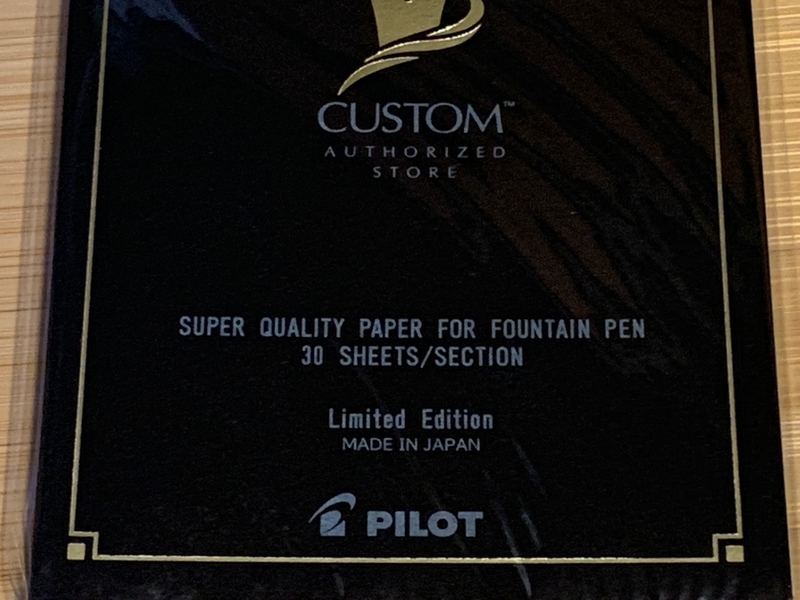 CUSTOM™
AUTHORIZED
STORE
SUPER QUALITY PAPER FOR FOUNTAIN PEN
30 SHEETS/SECTION
Limited Edition
MADE IN JAPAN
PILOT